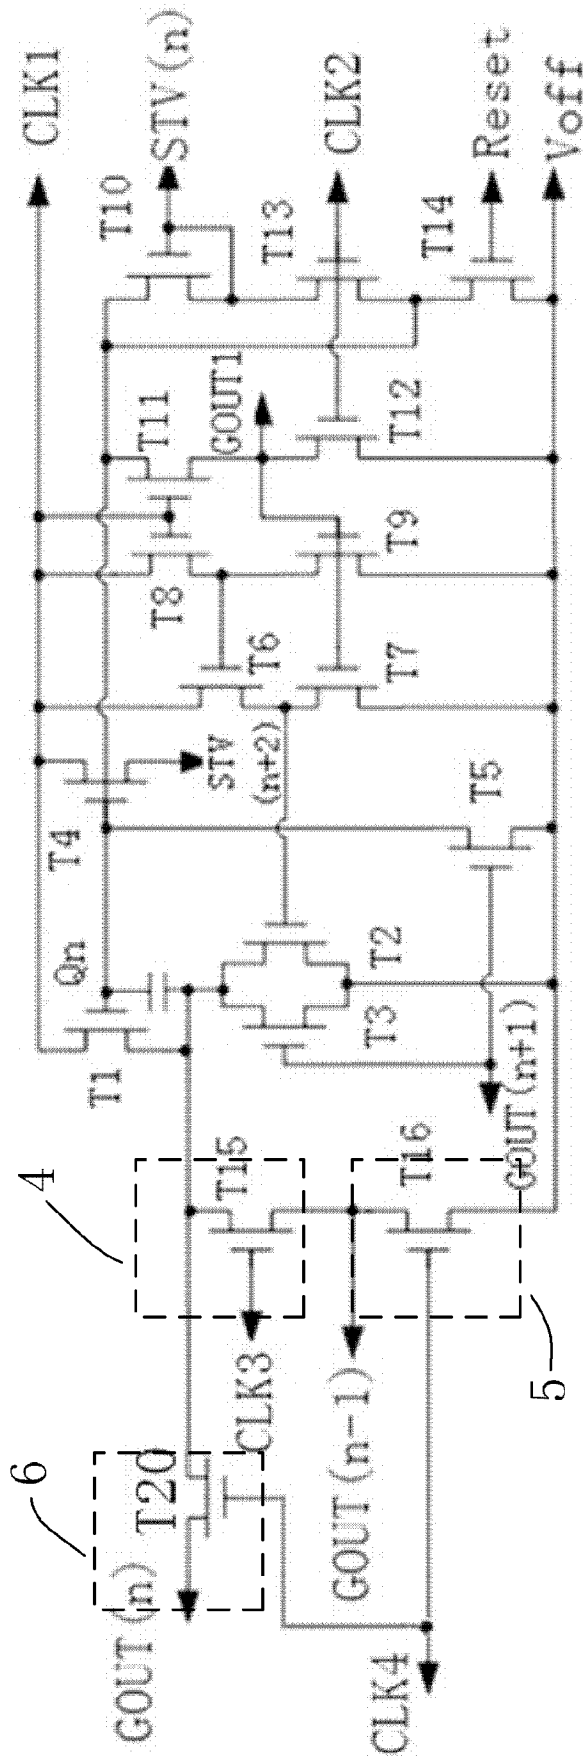 CLK1
STV(n)
CLK2
Reset
Voff
T10
T13
T14
T11
GOUT1
T12
T8
T9
T6
T7
T4
STV
(n+2)
T5
Qn
T1
T2
T3
GOUT(n+1)
4
T15
T16
CLK3
5
GOUT(n-1)
6
T20
GOUT(n)
CLK4